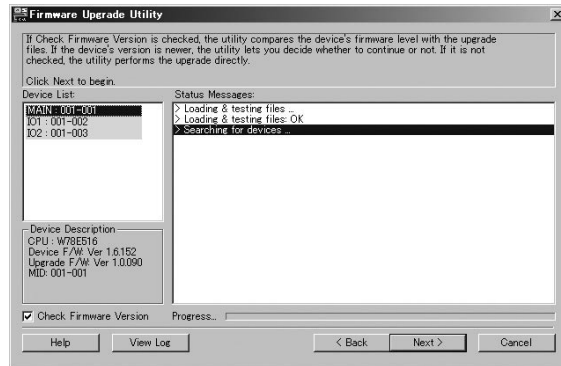 Firmware Upgrade Utility
If Check Firmware Version is checked, the utility compares the device's firmware level with the upgrade
files. If the device's version is newer, the utility lets you decide whether to continue or not. If it is not
checked, the utility performs the upgrade directly.
Click Next to begin.
Device List:
MAIN : 001-001
IO1 : 001-002
IO2 : 001-003
Status Messages:
> Loading & testing files ...
> Loading & testing files: OK
> Searching for devices ...
Device Description
CPU : W78E516
Device F/W: Ver 1.6.152
Upgrade F/W: Ver 1.0.090
MID: 001-001
Check Firmware Version
Progress...
Help
View Log
< Back
Next >
Cancel